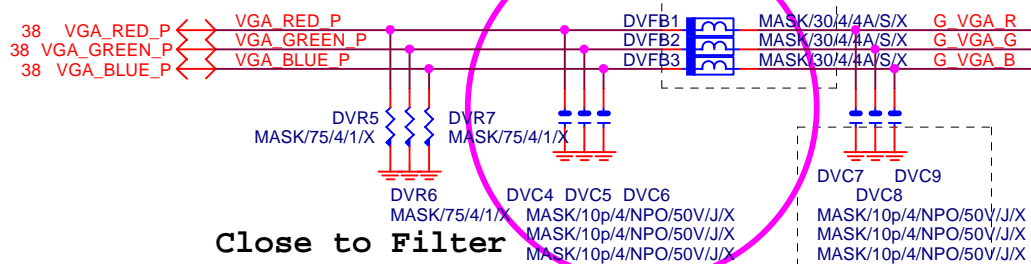 38 VGA_RED_P VGA_RED_P DVFB1 MASK/30/4/4A/S/X G_VGA_R
38 VGA_GREEN_P VGA_GREEN_P DVFB2 MASK/30/4/4A/S/X G_VGA_G
38 VGA_BLUE_P VGA_BLUE_P DVFB3 MASK/30/4/4A/S/X G_VGA_B
DVR5 DVR7
MASK/75/4/1/X MASK/75/4/1/X
DVC7 DVC9
DVR6 DVC4 DVC5 DVC6 DVC8
MASK/75/4/1/X MASK/10p/4/NPO/50V/J/X MASK/10p/4/NPO/50V/J/X
Close to Filter MASK/10p/4/NPO/50V/J/X MASK/10p/4/NPO/50V/J/X
MASK/10p/4/NPO/50V/J/X MASK/10p/4/NPO/50V/J/X